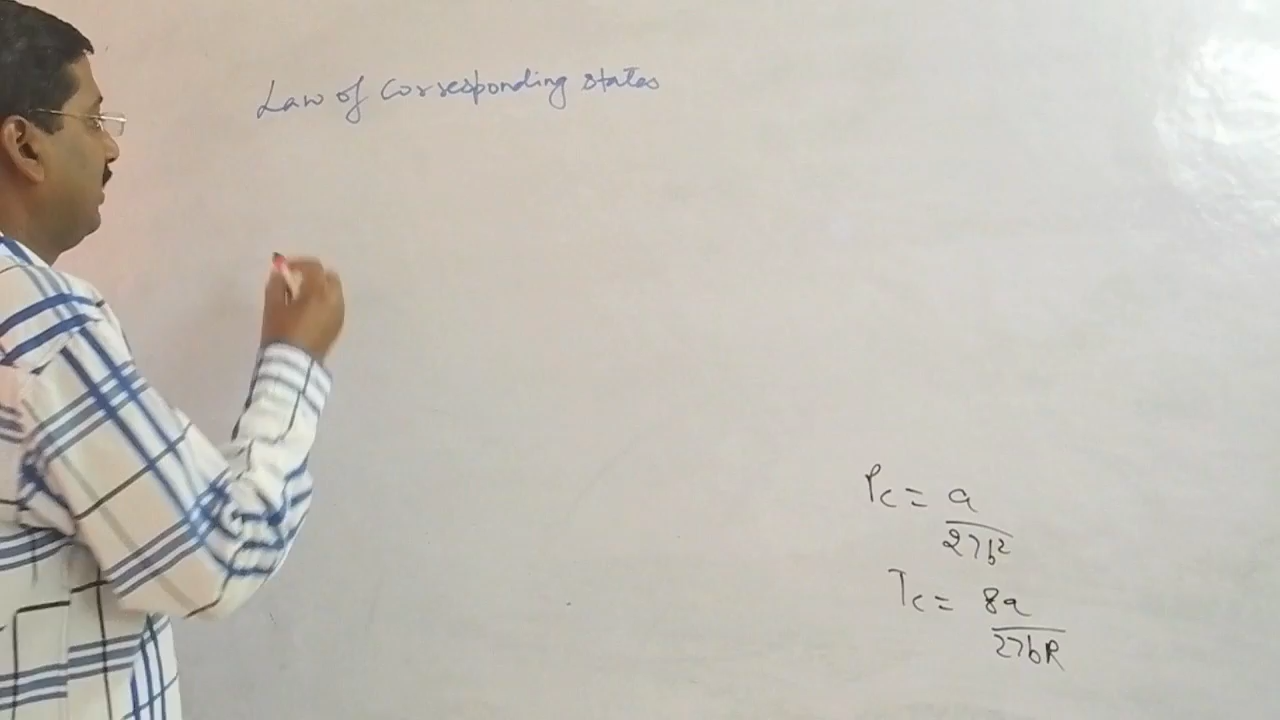 Law of Corresponding states
Pc = a
27b²
Tc = 8a
27bR